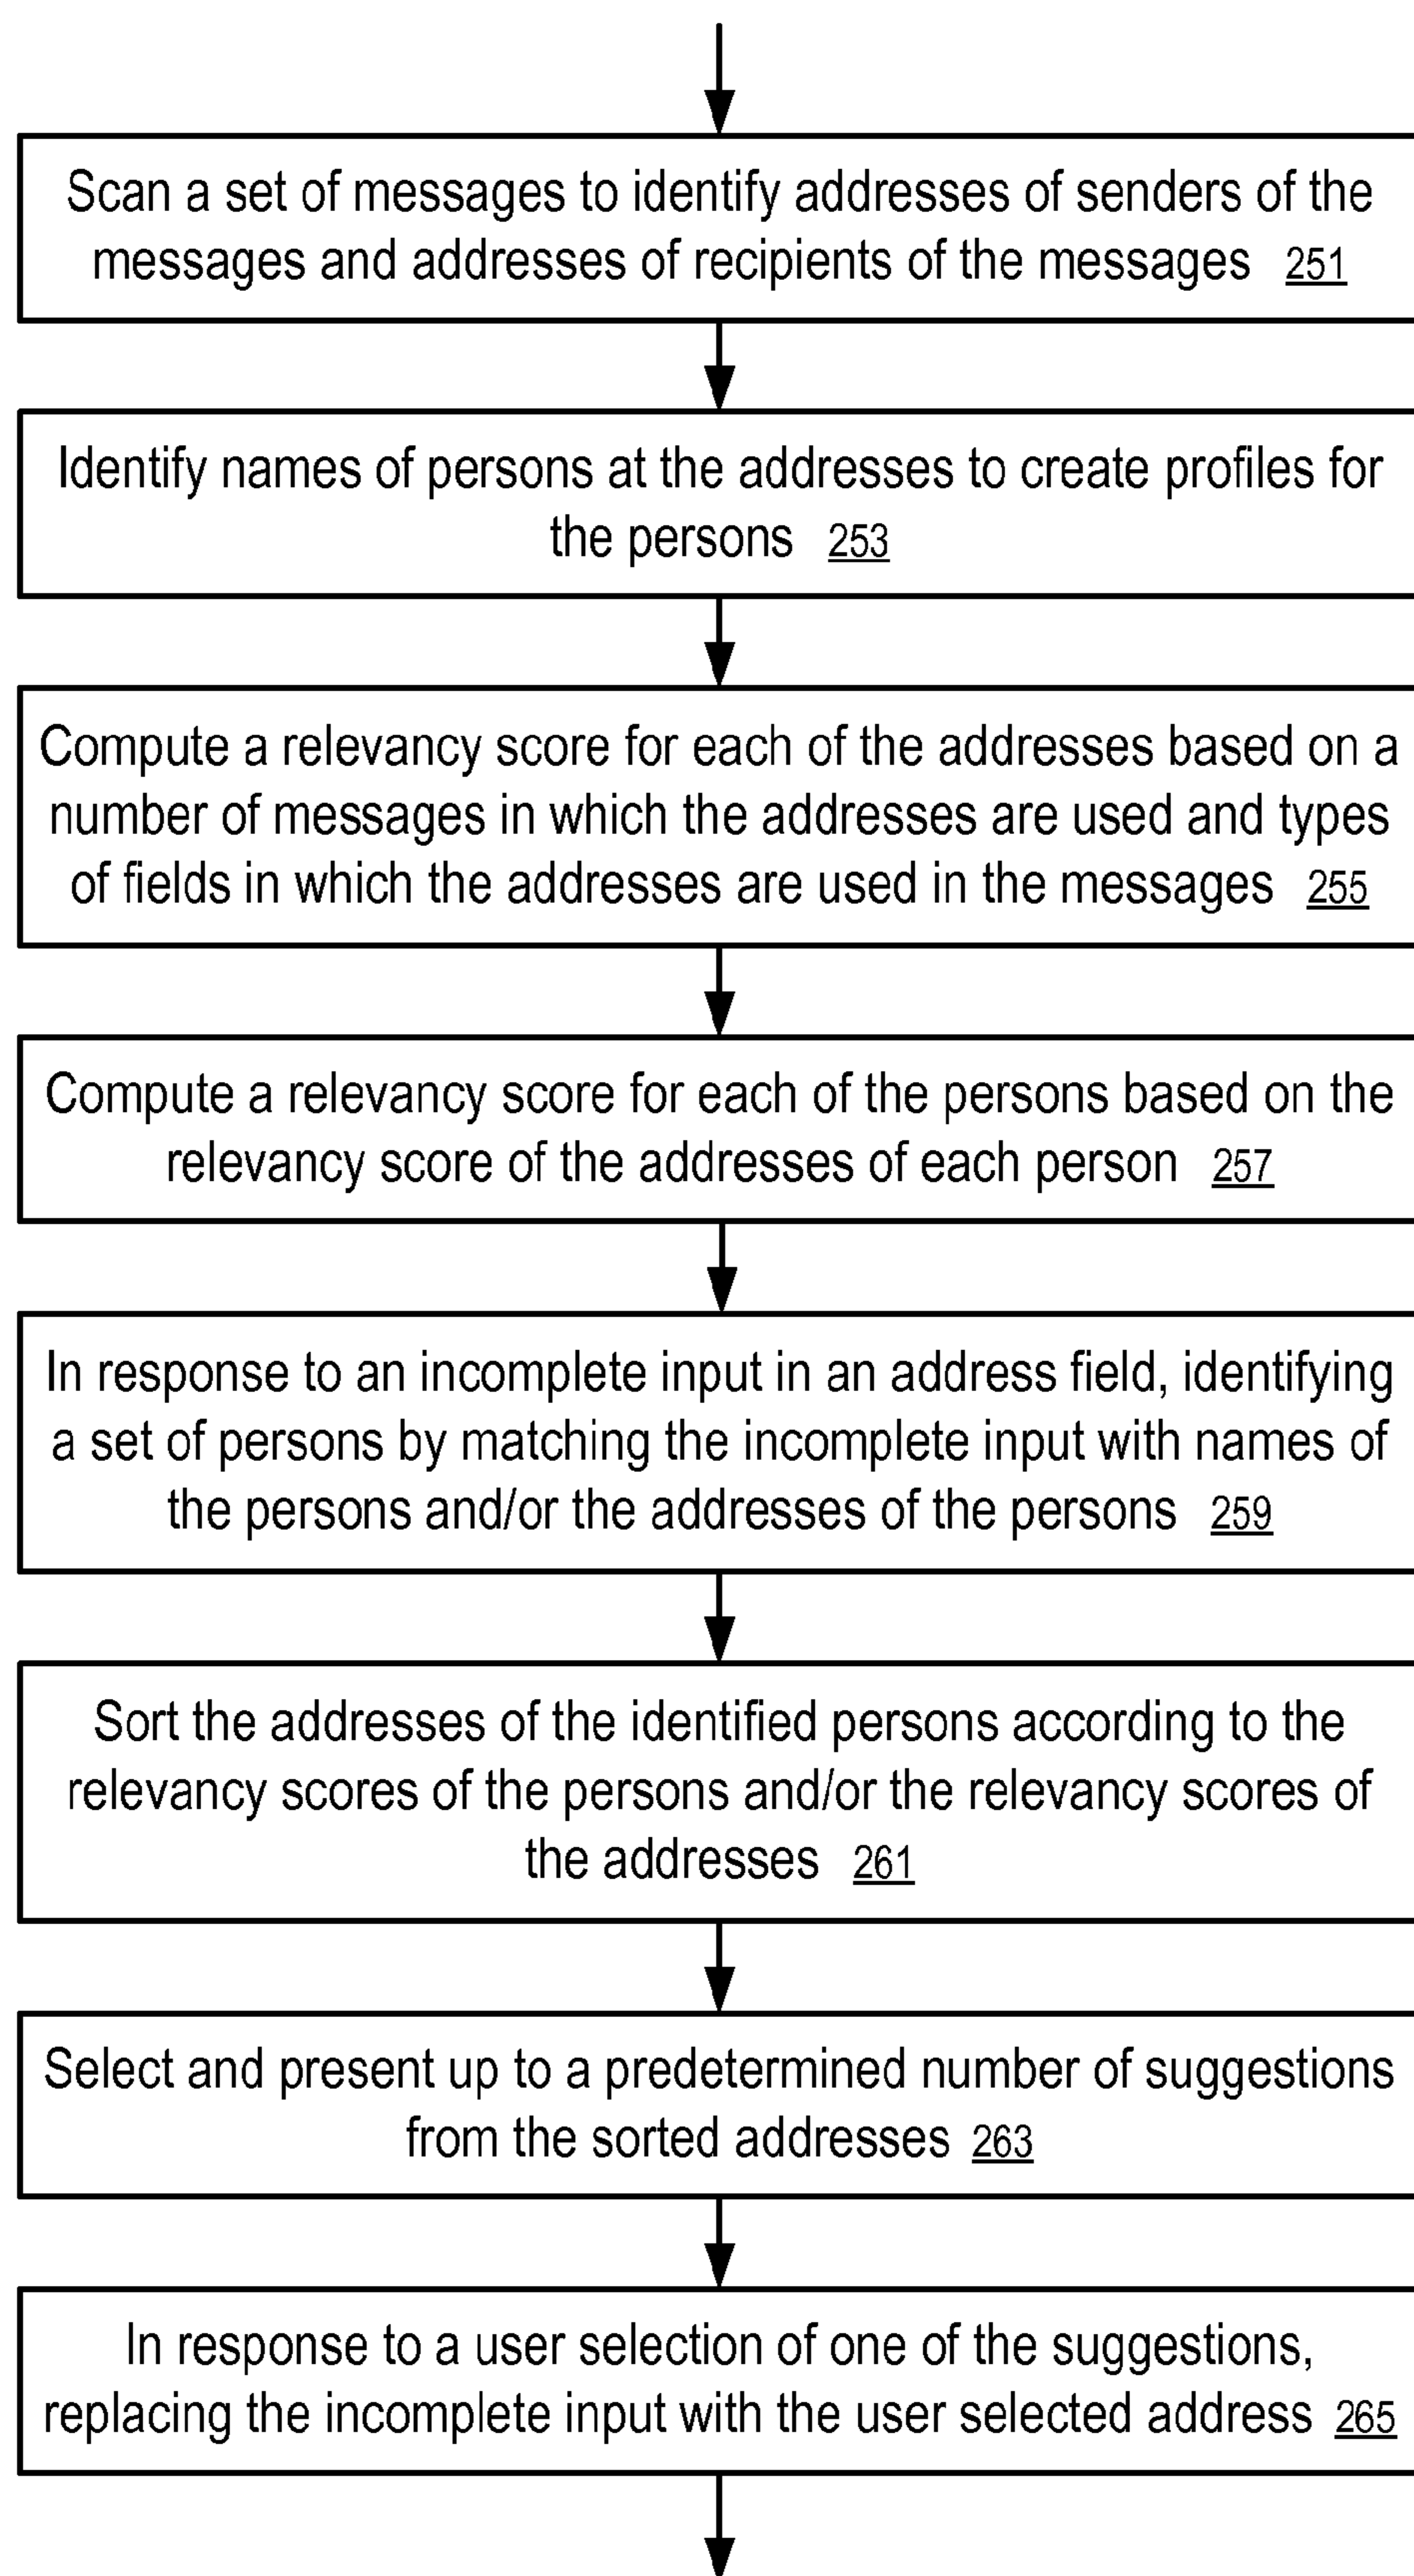 Scan a set of messages to identify addresses of senders of the
messages and addresses of recipients of the messages 251
Identify names of persons at the addresses to create profiles for
the persons 253
Compute a relevancy score for each of the addresses based on a
number of messages in which the addresses are used and types
of fields in which the addresses are used in the messages 255
Compute a relevancy score for each of the persons based on the
relevancy score of the addresses of each person 257
In response to an incomplete input in an address field, identifying
a set of persons by matching the incomplete input with names of
the persons and/or the addresses of the persons 259
Sort the addresses of the identified persons according to the
relevancy scores of the persons and/or the relevancy scores of
the addresses 261
Select and present up to a predetermined number of suggestions
from the sorted addresses 263
In response to a user selection of one of the suggestions,
replacing the incomplete input with the user selected address 265